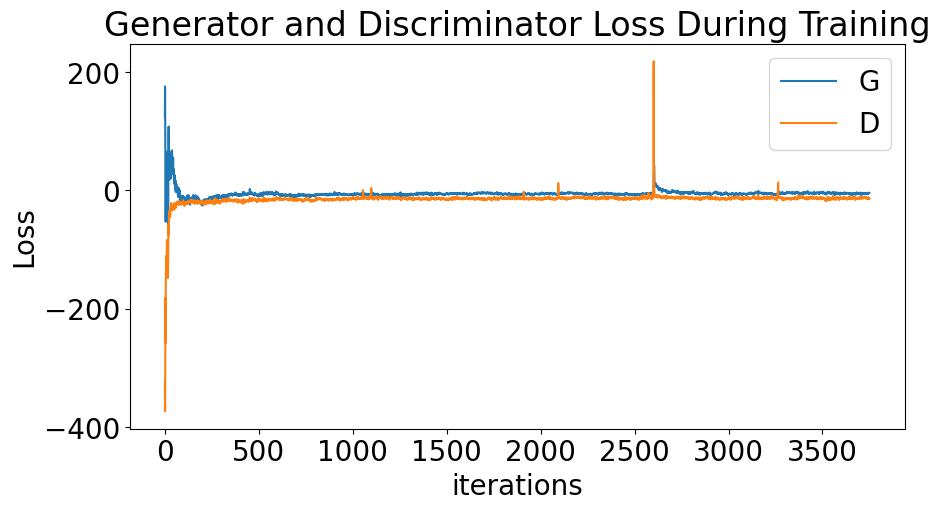 Generator and Discriminator Loss During Training
G
D
Loss
200
0
−200
−400
0 500 1000 1500 2000 2500 3000 3500
iterations